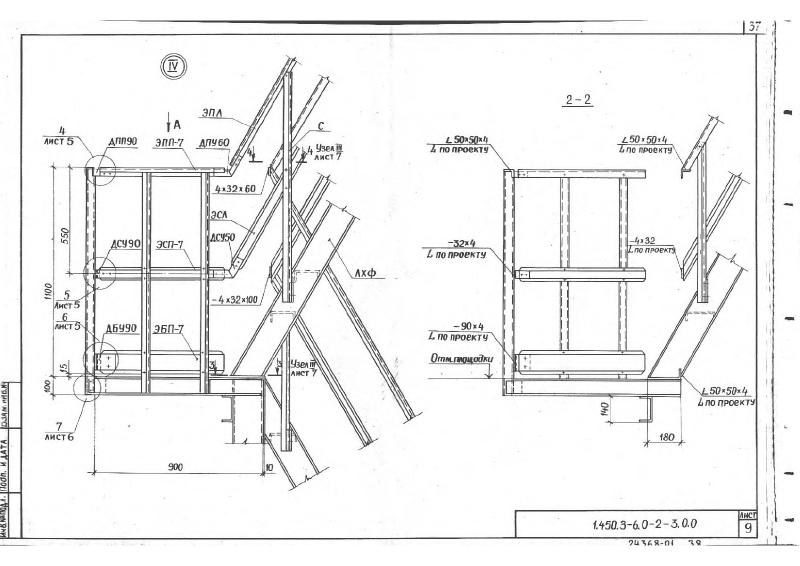 37
IV
4
лист 5
ДПП90
ЭПП-7
A
ДПУ60
ЭПЛ
4
C
4 Узел III
лист 7
4×32×60
ЭСЛ
550
ДСУ90
ЭСП-7
ДСУ50
ЛХФ
1100
5
лист 5
-4×32×100
6
лист 5
ДБУ90
ЭБП-7
15
Узел III
лист 7
100
7
лист 6
900
10
2-2
∟50×50×4
L по проекту
∟50×50×4
L по проекту
-32×4
L по проекту
-4×32
L по проекту
-90×4
L по проекту
Отм. площадки
∟50×50×4
L по проекту
140
180
1.450.3-6.0-2-3.0.0
лист
9
24368-01 38
Инв.№подл.
Подп. и дата
Взам. инв.№